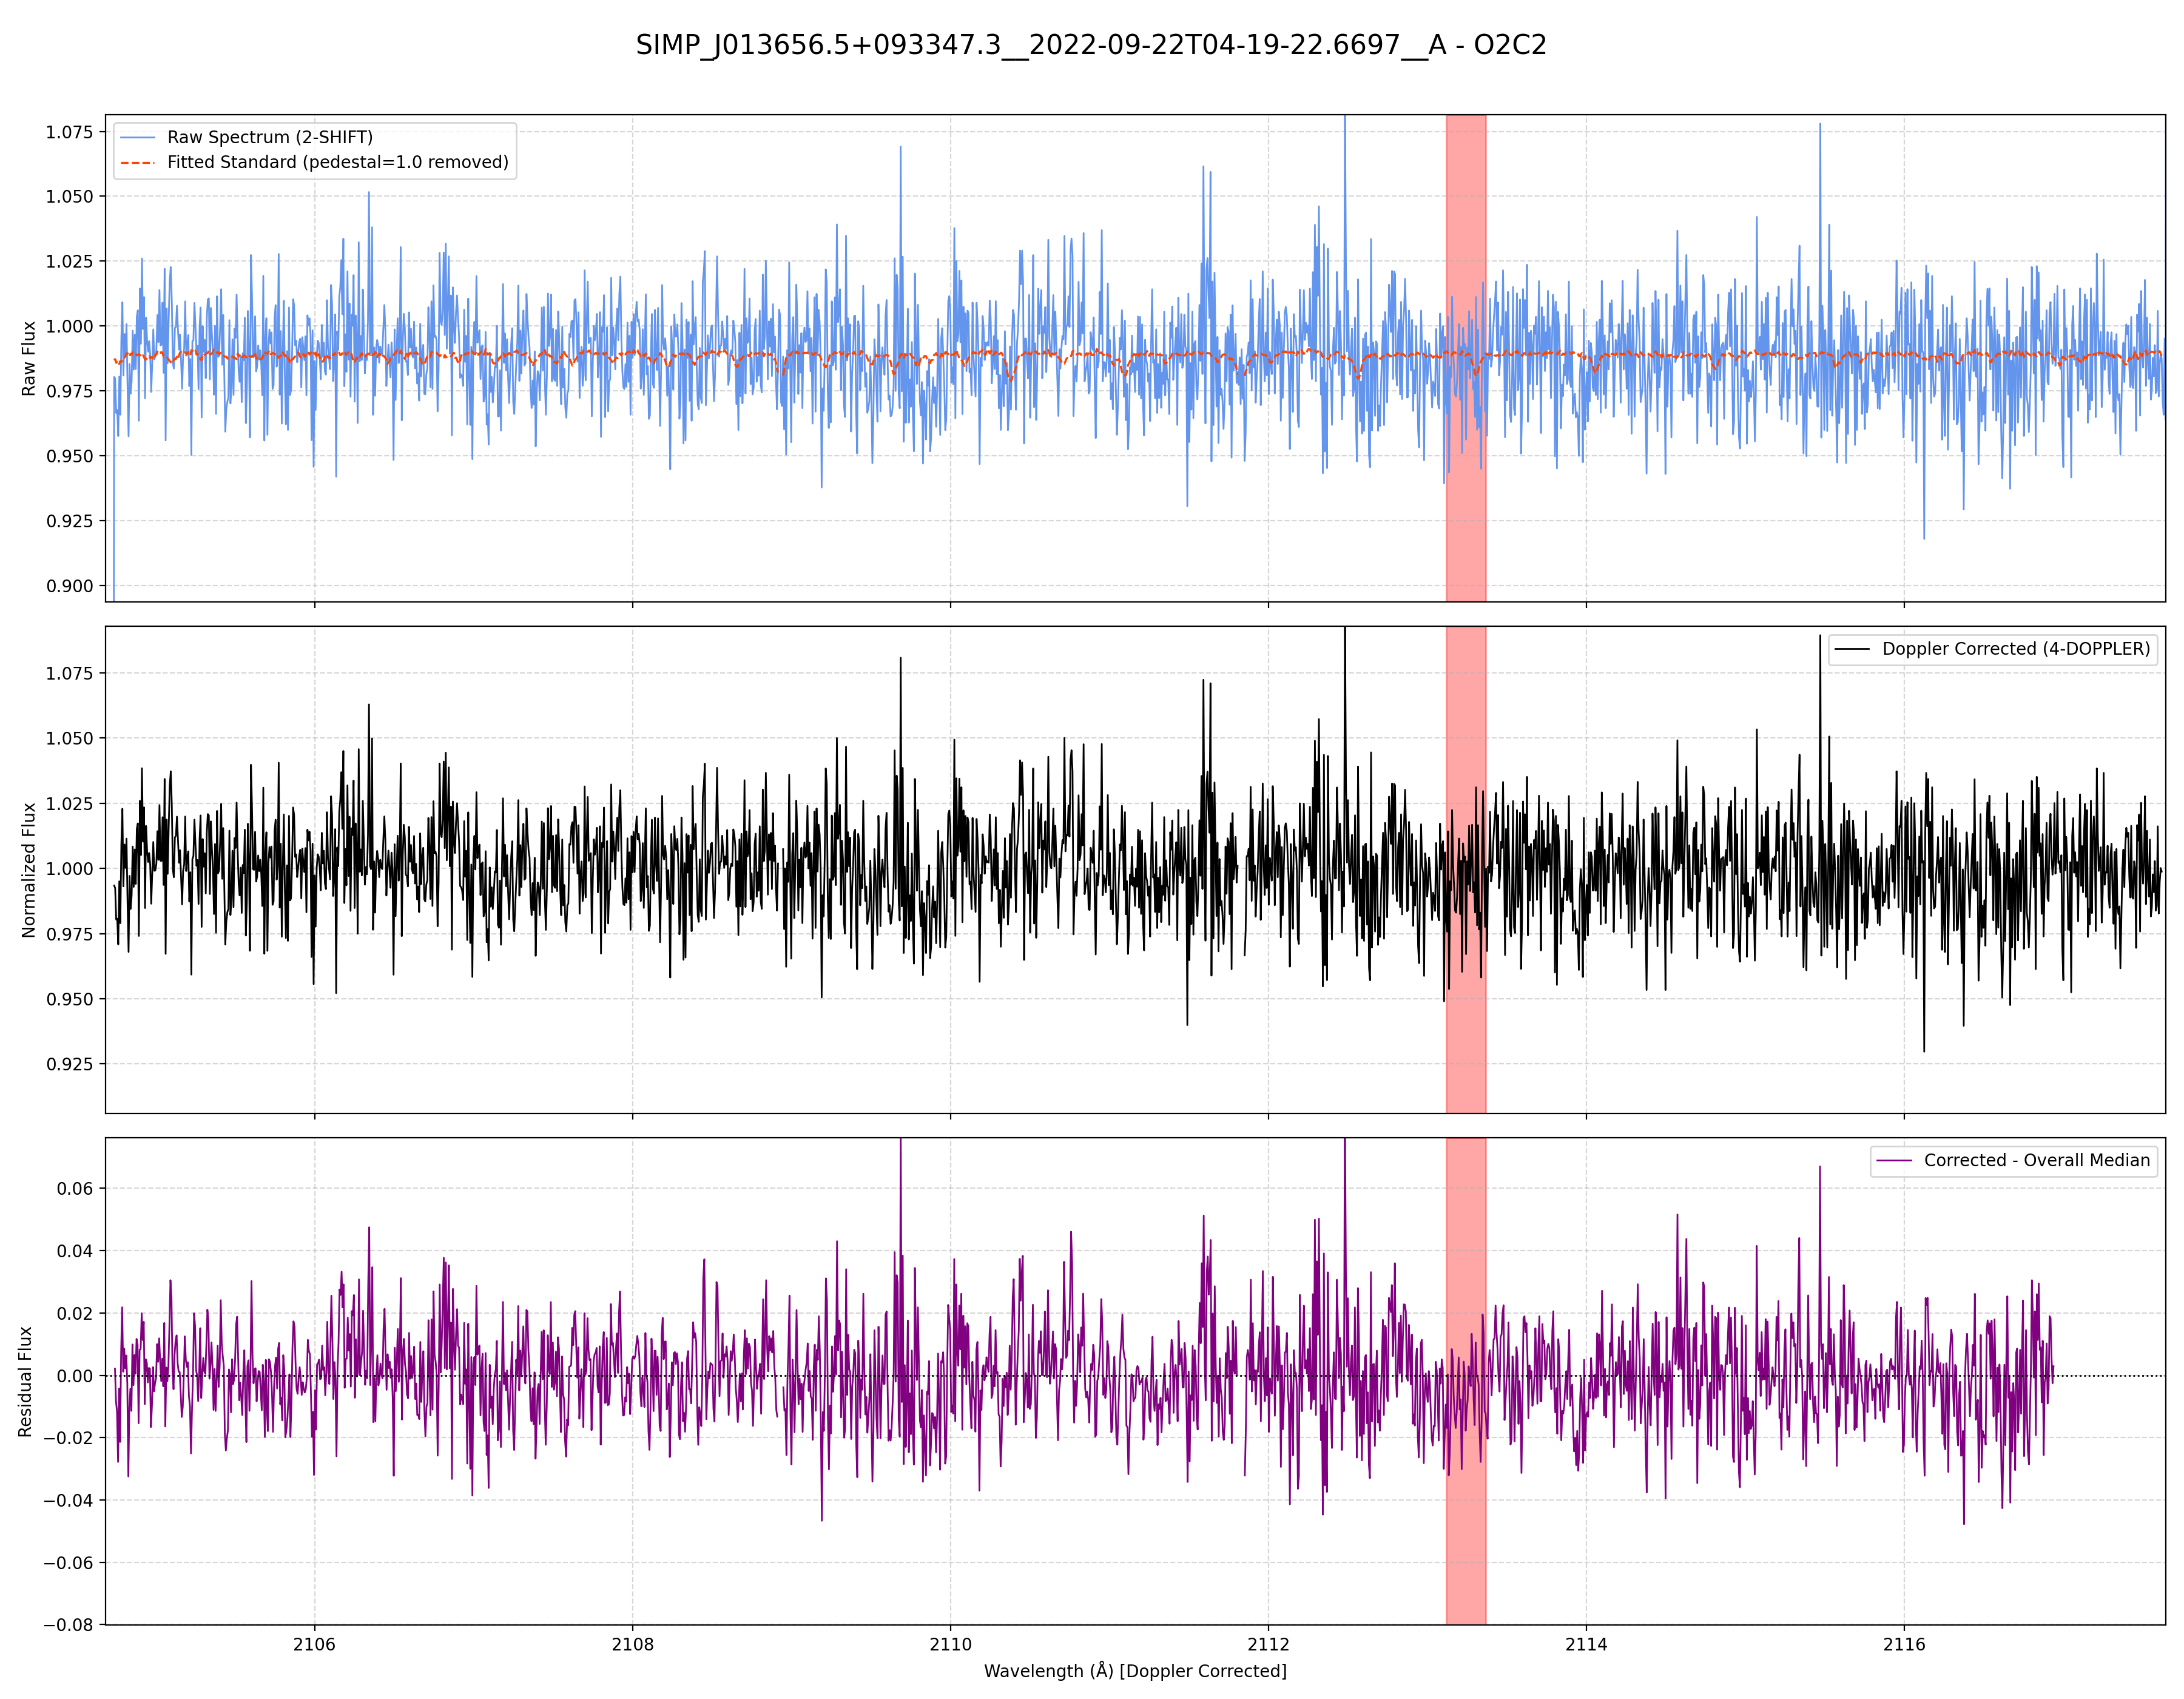 SIMP_J013656.5+093347.3__2022-09-22T04-19-22.6697__A - O2C2
Raw Spectrum (2-SHIFT)
Fitted Standard (pedestal=1.0 removed)
Raw Flux
1.075
1.050
1.025
1.000
0.975
0.950
0.925
0.900
Doppler Corrected (4-DOPPLER)
Normalized Flux
1.075
1.050
1.025
1.000
0.975
0.950
0.925
Corrected - Overall Median
Residual Flux
0.06
0.04
0.02
0.00
−0.02
−0.04
−0.06
−0.08
2106 2108 2110 2112 2114 2116
Wavelength (Å) [Doppler Corrected]